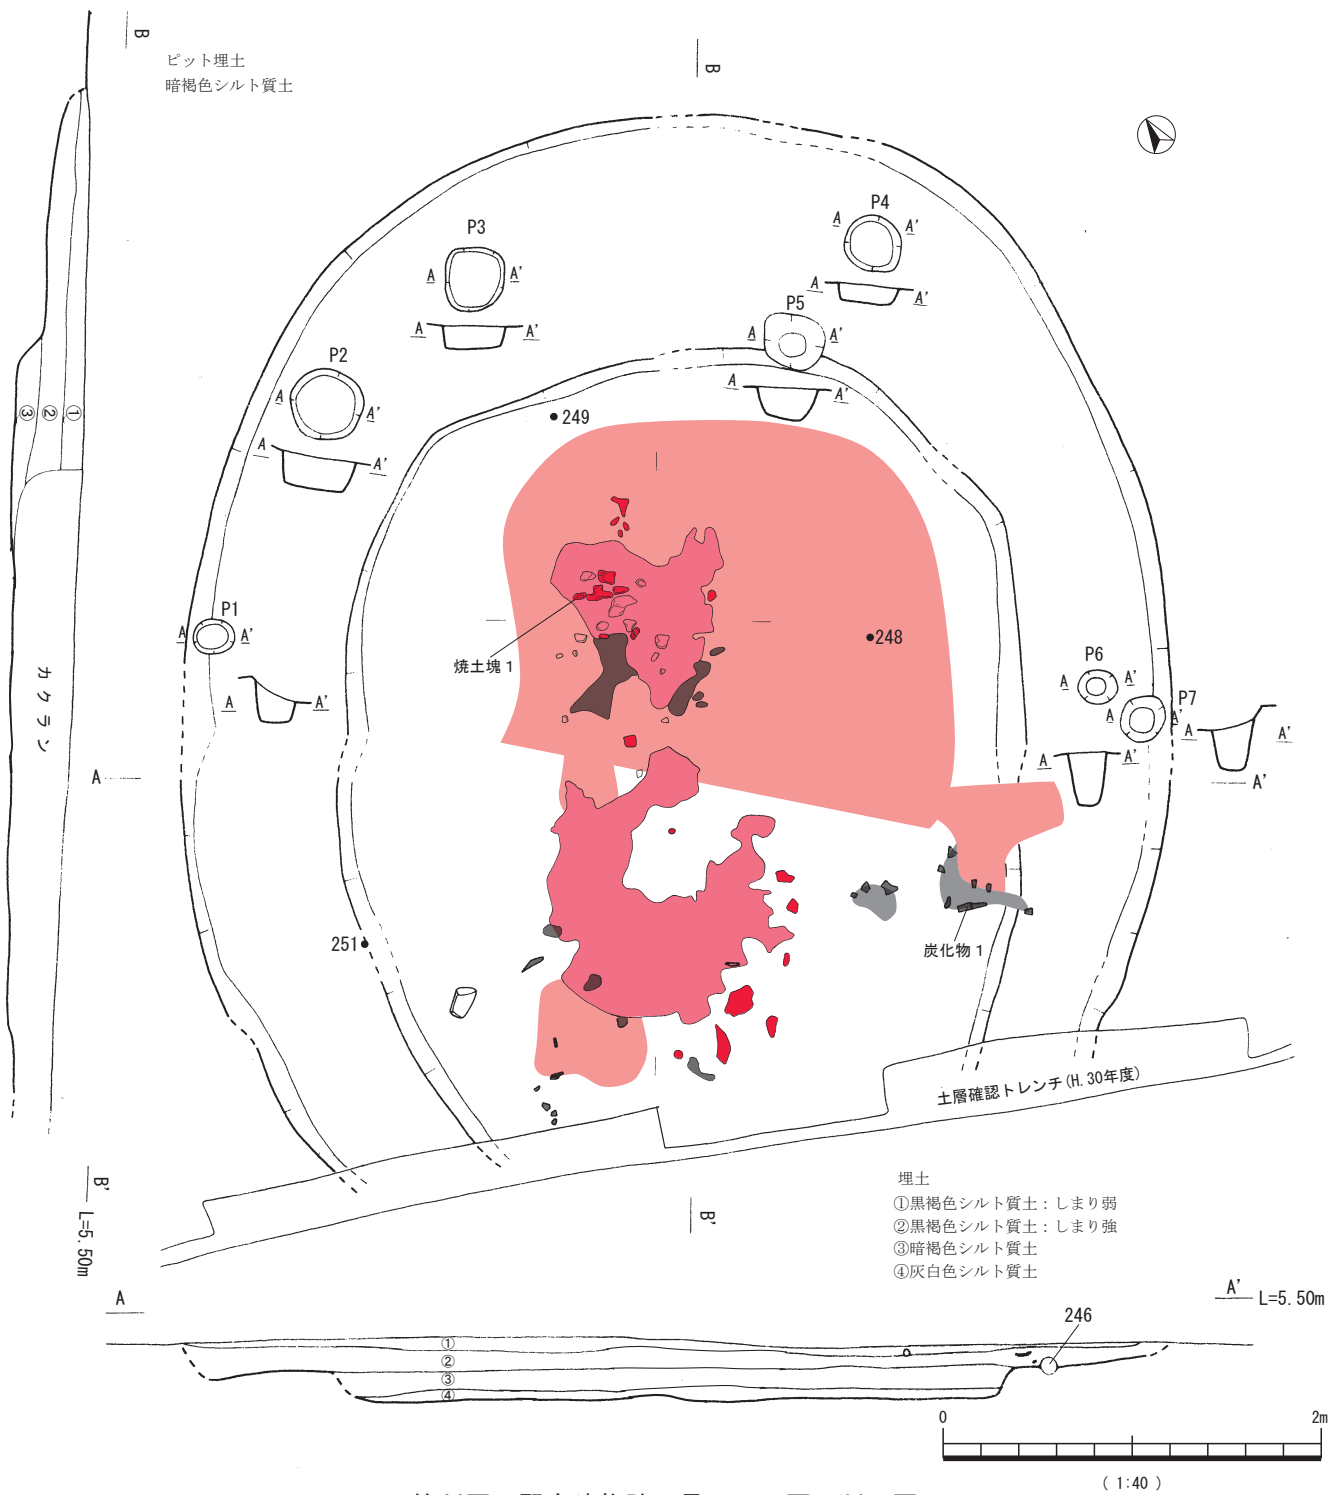 B
ピット埋土
暗褐色シルト質土
B
P3
A
A'
A
A'
P4
A
A'
A
A'
P5
A
A'
A
A'
P2
A
A'
A
A'
③
②
①
249
P1
A
A'
A
A'
焼土塊1
248
カクラン
P6
A
A'
A
A'
P7
A
A'
A
A'
A
A'
251
炭化物1
土層確認トレンチ(H.30年度)
B'
L=5.50m
B'
埋土
①黒褐色シルト質土：しまり弱
②黒褐色シルト質土：しまり強
③暗褐色シルト質土
④灰白色シルト質土
A
A'
L=5.50m
246
①
②
③
④
0
2m
(1:40)